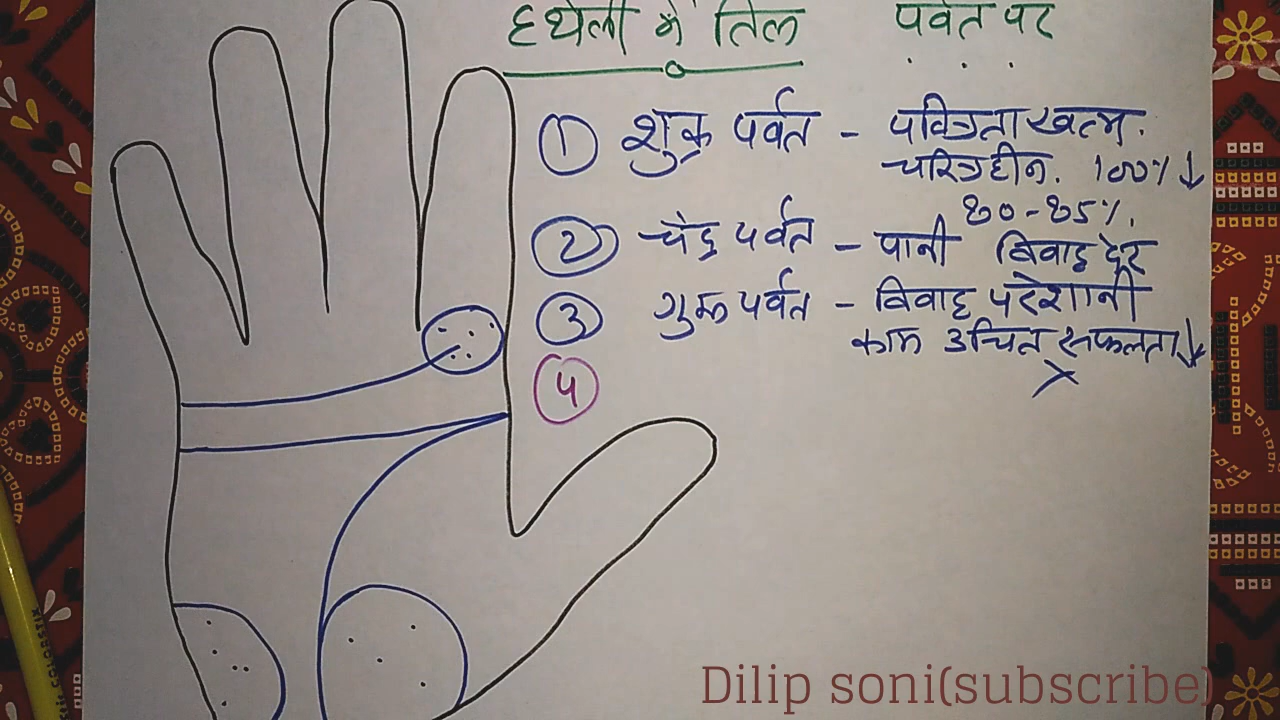 हथेली में तिल पर्वत पर
① शुक्र पर्वत - पवित्रता खत्म.
चरित्रहीन. 100% ↓
80-85%.
② चंद्र पर्वत - पानी विवाह देर
③ गुरू पर्वत - विवाह परेशानी
काम उचित सफलता ↓
④
Dilip soni(subscribe)